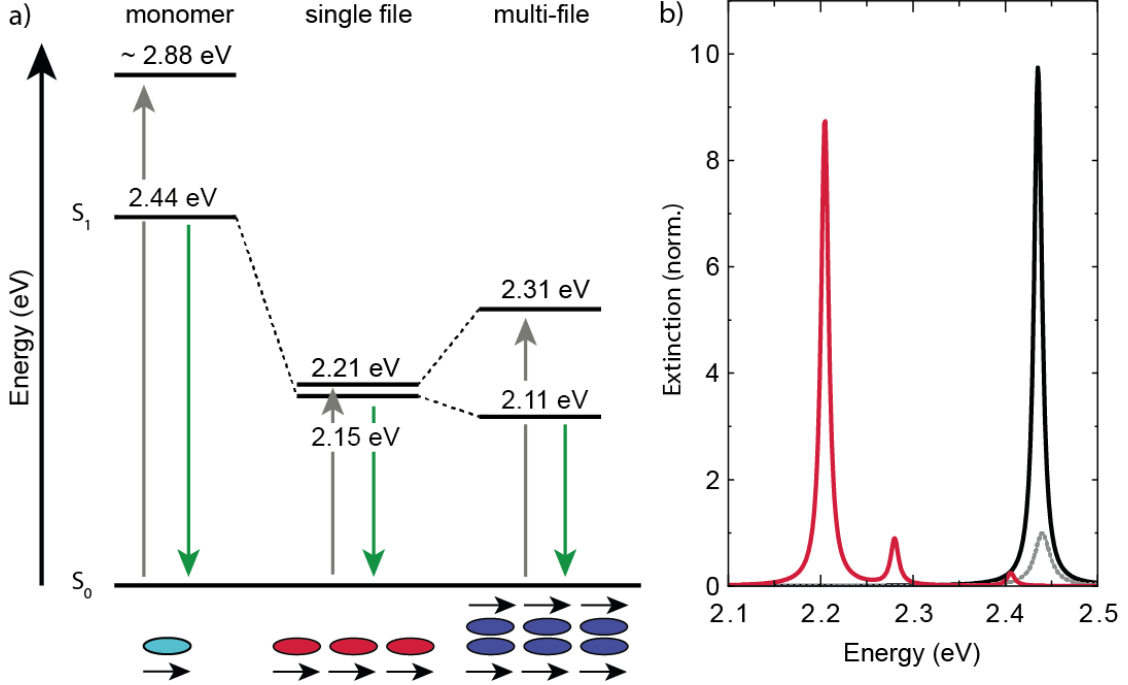 a)
monomer
single file
multi-file
Energy (eV)
~ 2.88 eV
S1
2.44 eV
2.31 eV
2.21 eV
2.11 eV
2.15 eV
S0
b)
Extinction (norm.)
10
8
6
4
2
0
2.1
2.2
2.3
2.4
2.5
Energy (eV)